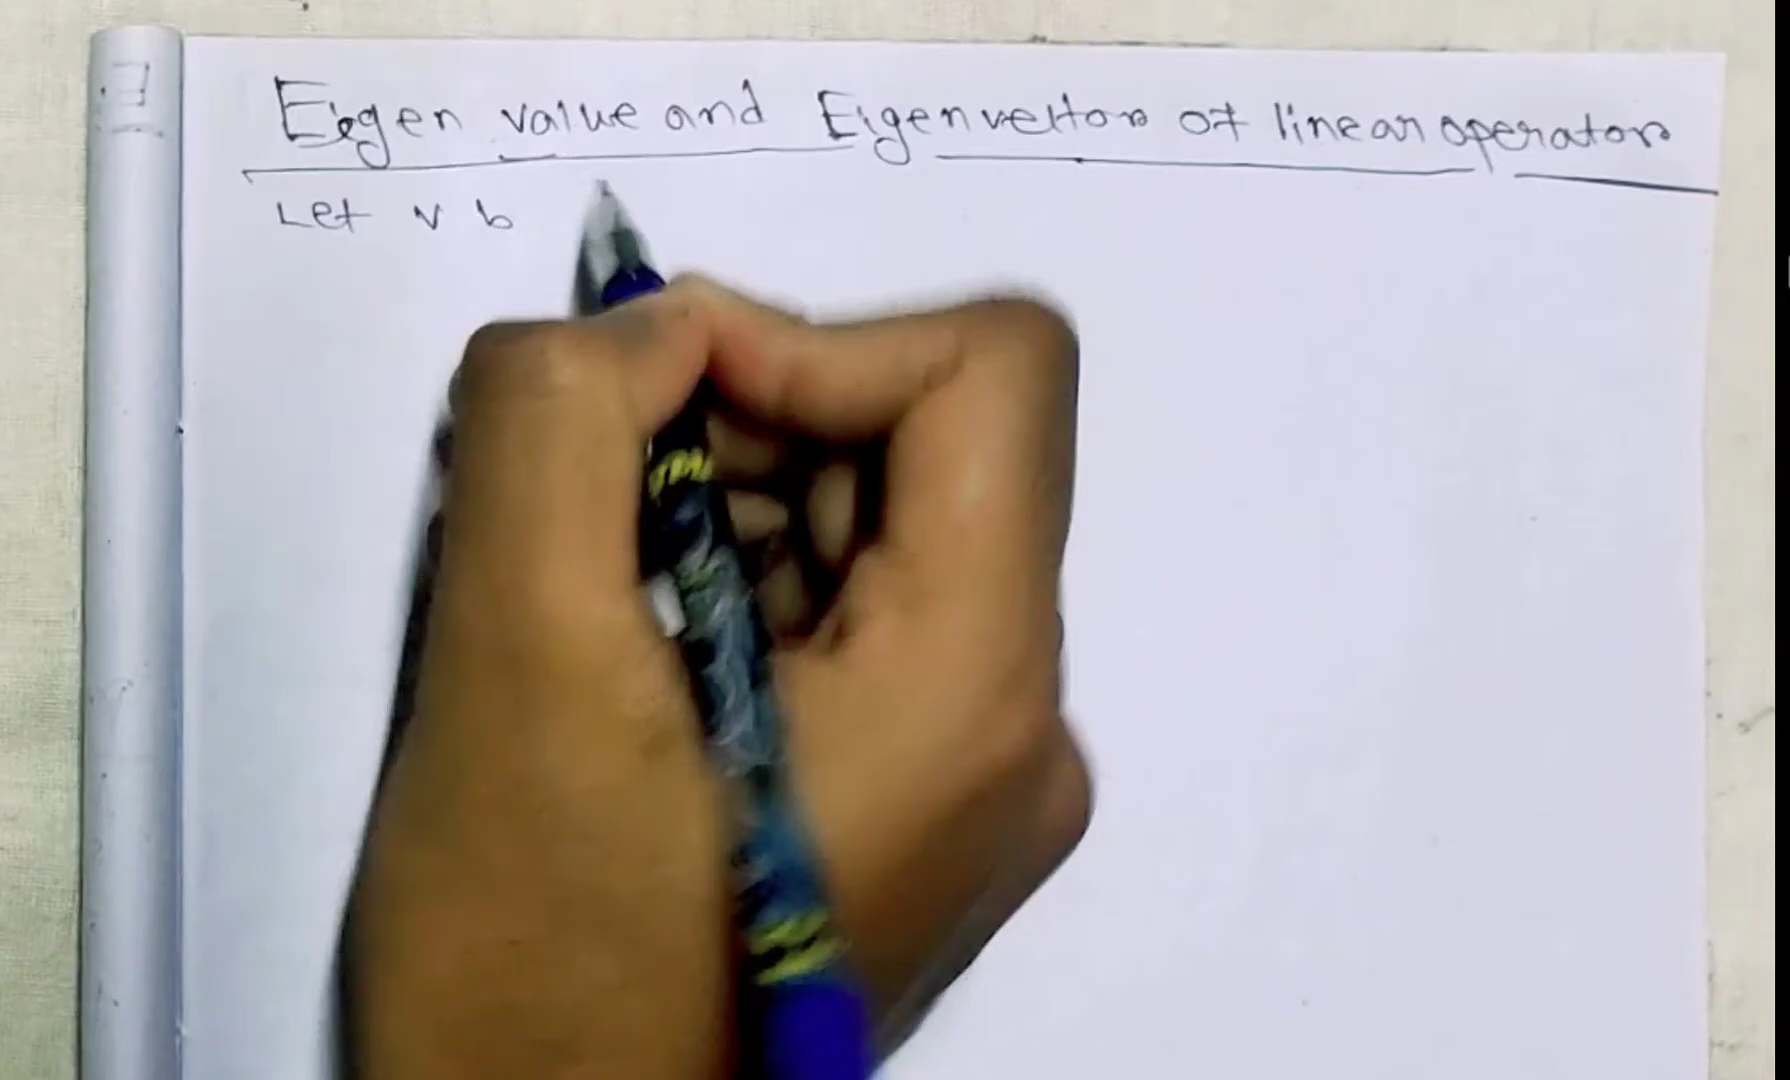 Eigen value and Eigenvector of linear operator
Let v b